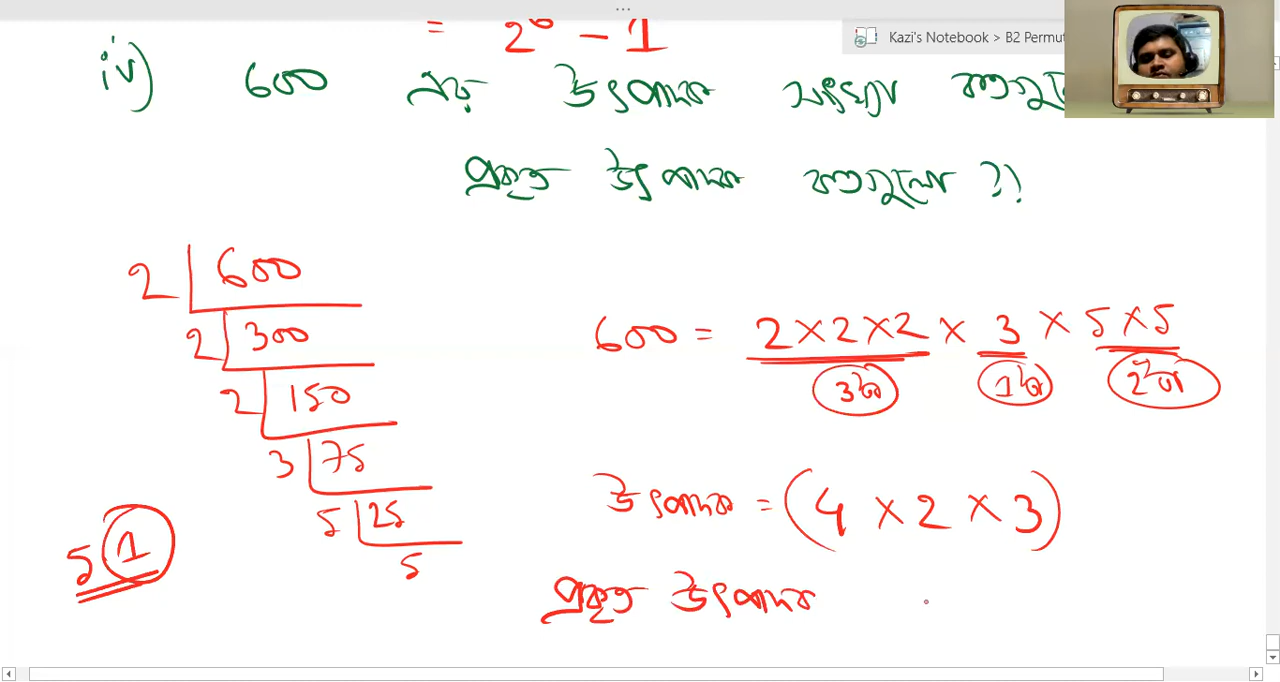 = 2⁶ − 1
Kazi's Notebook > B2 Permut
iv) 600 এর উৎপাদক সংখ্যা কতগুলো
প্রকৃত উৎপাদক কতগুলো ??
2 | 600
2 | 300
2 | 150
3 | 75
5 | 25
5
5 1
600 = 2 × 2 × 2 × 3 × 5 × 5
3টা 1টা 2টা
উৎপাদক = (4 × 2 × 3)
প্রকৃত উৎপাদক